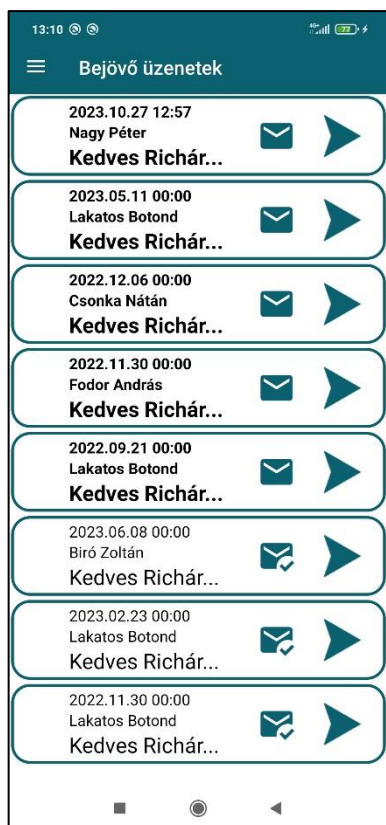 13:10 4G+ 77
Bejövő üzenetek
2023.10.27 12:57
Nagy Péter
Kedves Richár...
2023.05.11 00:00
Lakatos Botond
Kedves Richár...
2022.12.06 00:00
Csonka Nátán
Kedves Richár...
2022.11.30 00:00
Fodor András
Kedves Richár...
2022.09.21 00:00
Lakatos Botond
Kedves Richár...
2023.06.08 00:00
Biró Zoltán
Kedves Richár...
2023.02.23 00:00
Lakatos Botond
Kedves Richár...
2022.11.30 00:00
Lakatos Botond
Kedves Richár...